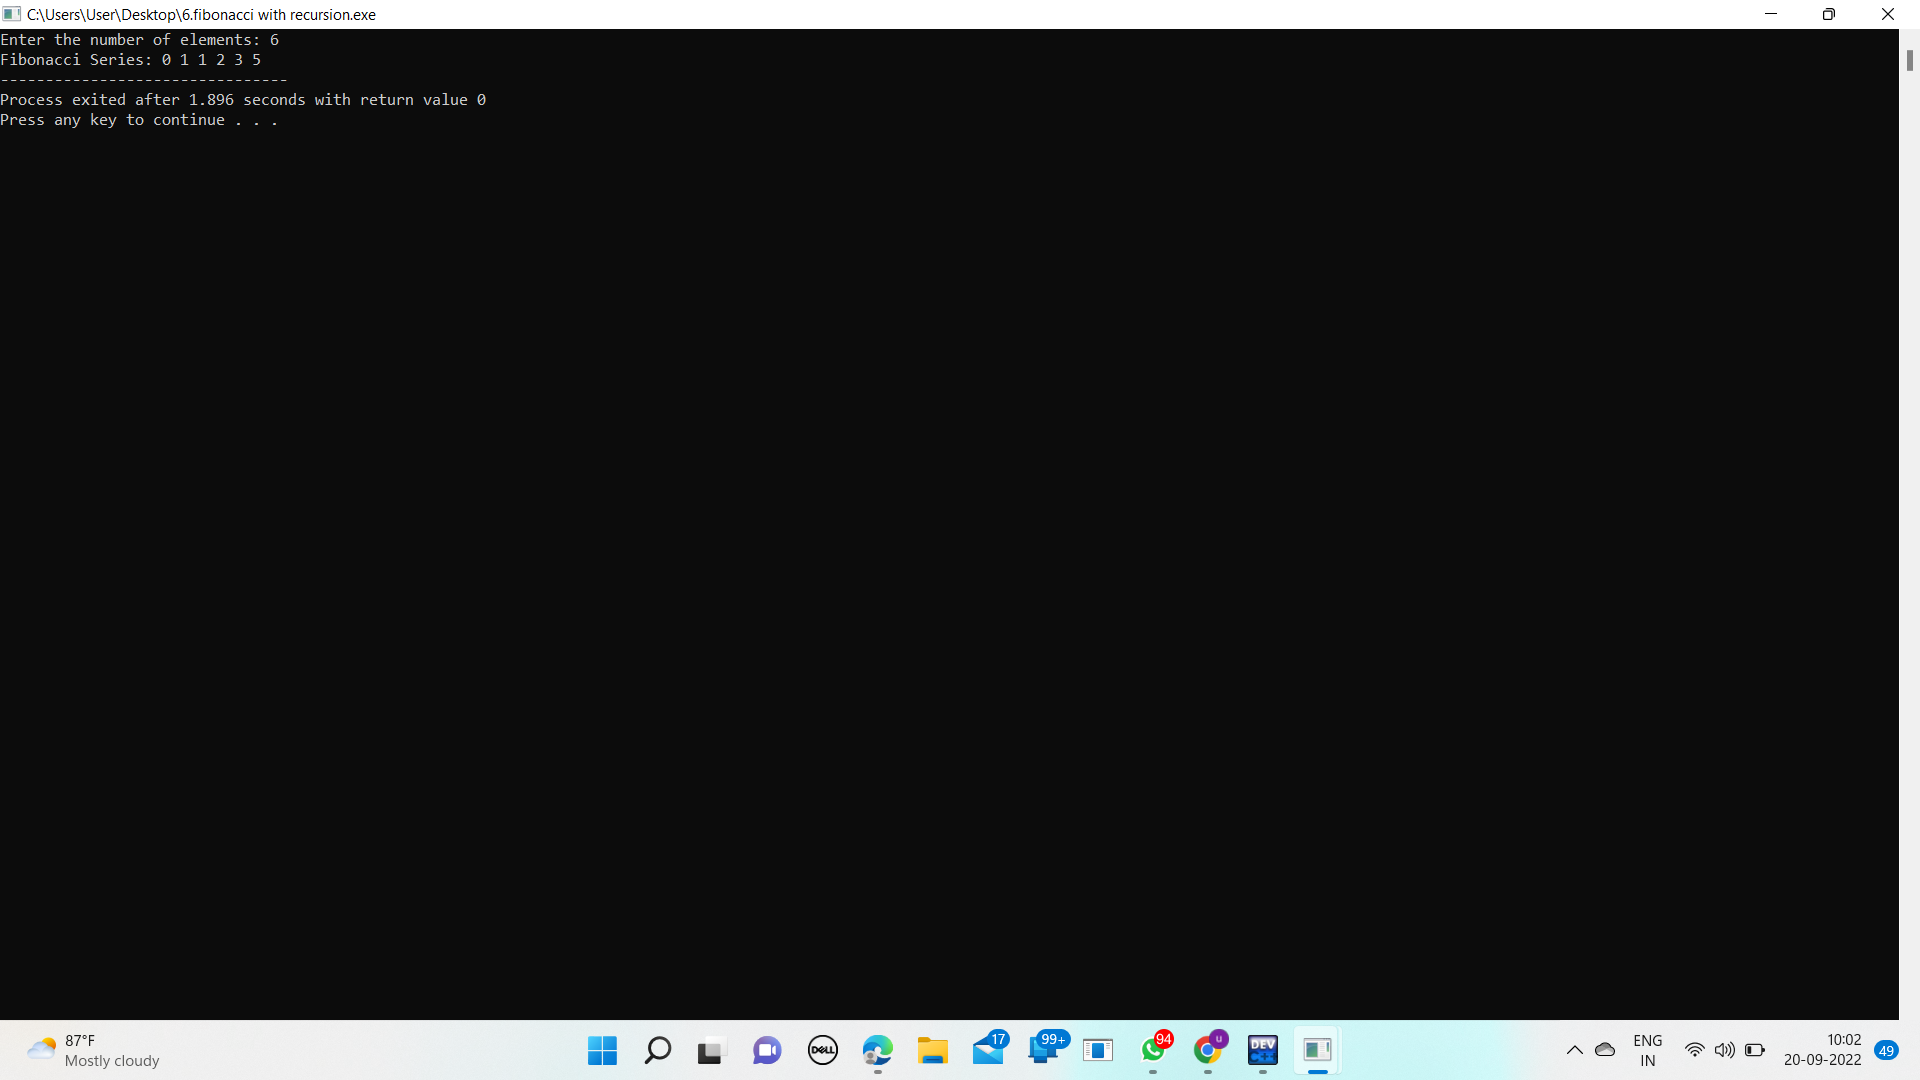 C:\Users\User\Desktop\6.fibonacci with recursion.exe
Enter the number of elements: 6
Fibonacci Series: 0 1 1 2 3 5
--------------------------------
Process exited after 1.896 seconds with return value 0
Press any key to continue . . .
87°F
Mostly cloudy
DELL
17
99+
94
u
DEV
C++
ENG
IN
10:02
20-09-2022
49